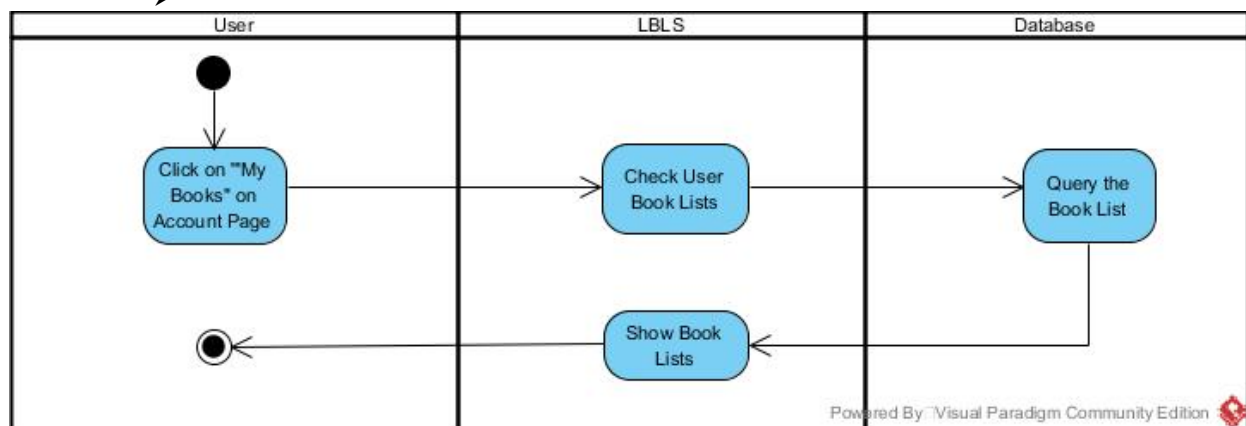 User
LBLS
Database
Click on ""My
Books" on
Account Page
Check User
Book Lists
Query the
Book List
Show Book
Lists
Powered By Visual Paradigm Community Edition